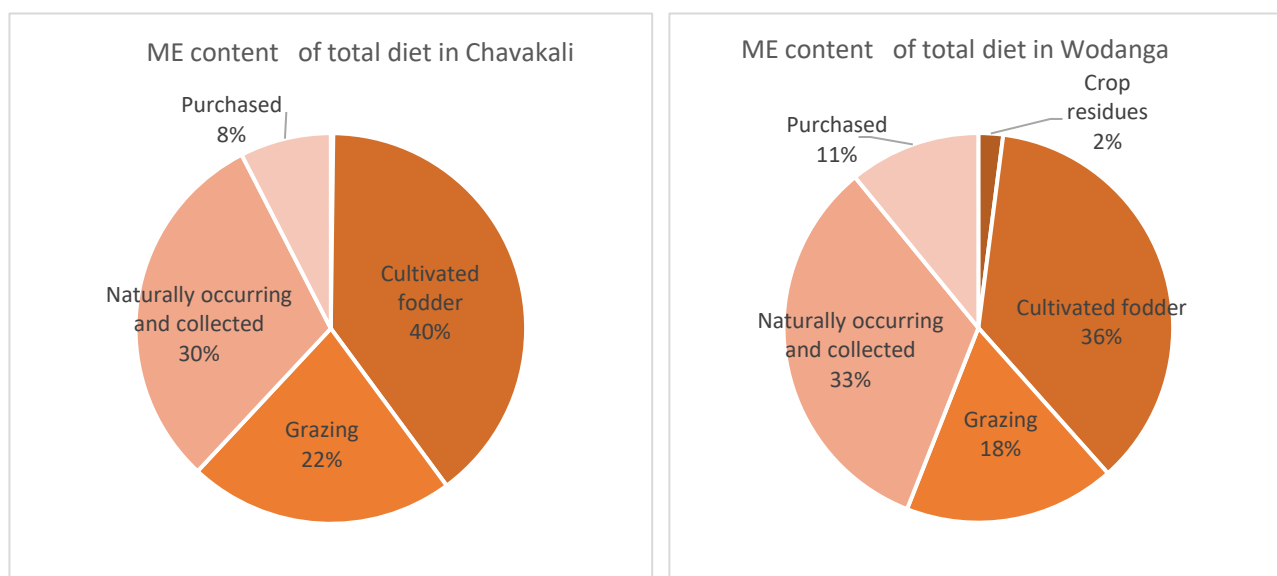 ME content of total diet in Chavakali
Purchased
8%
Cultivated
fodder
40%
Naturally occurring
and collected
30%
Grazing
22%
ME content of total diet in Wodanga
Crop
residues
2%
Purchased
11%
Cultivated fodder
36%
Naturally occurring
and collected
33%
Grazing
18%